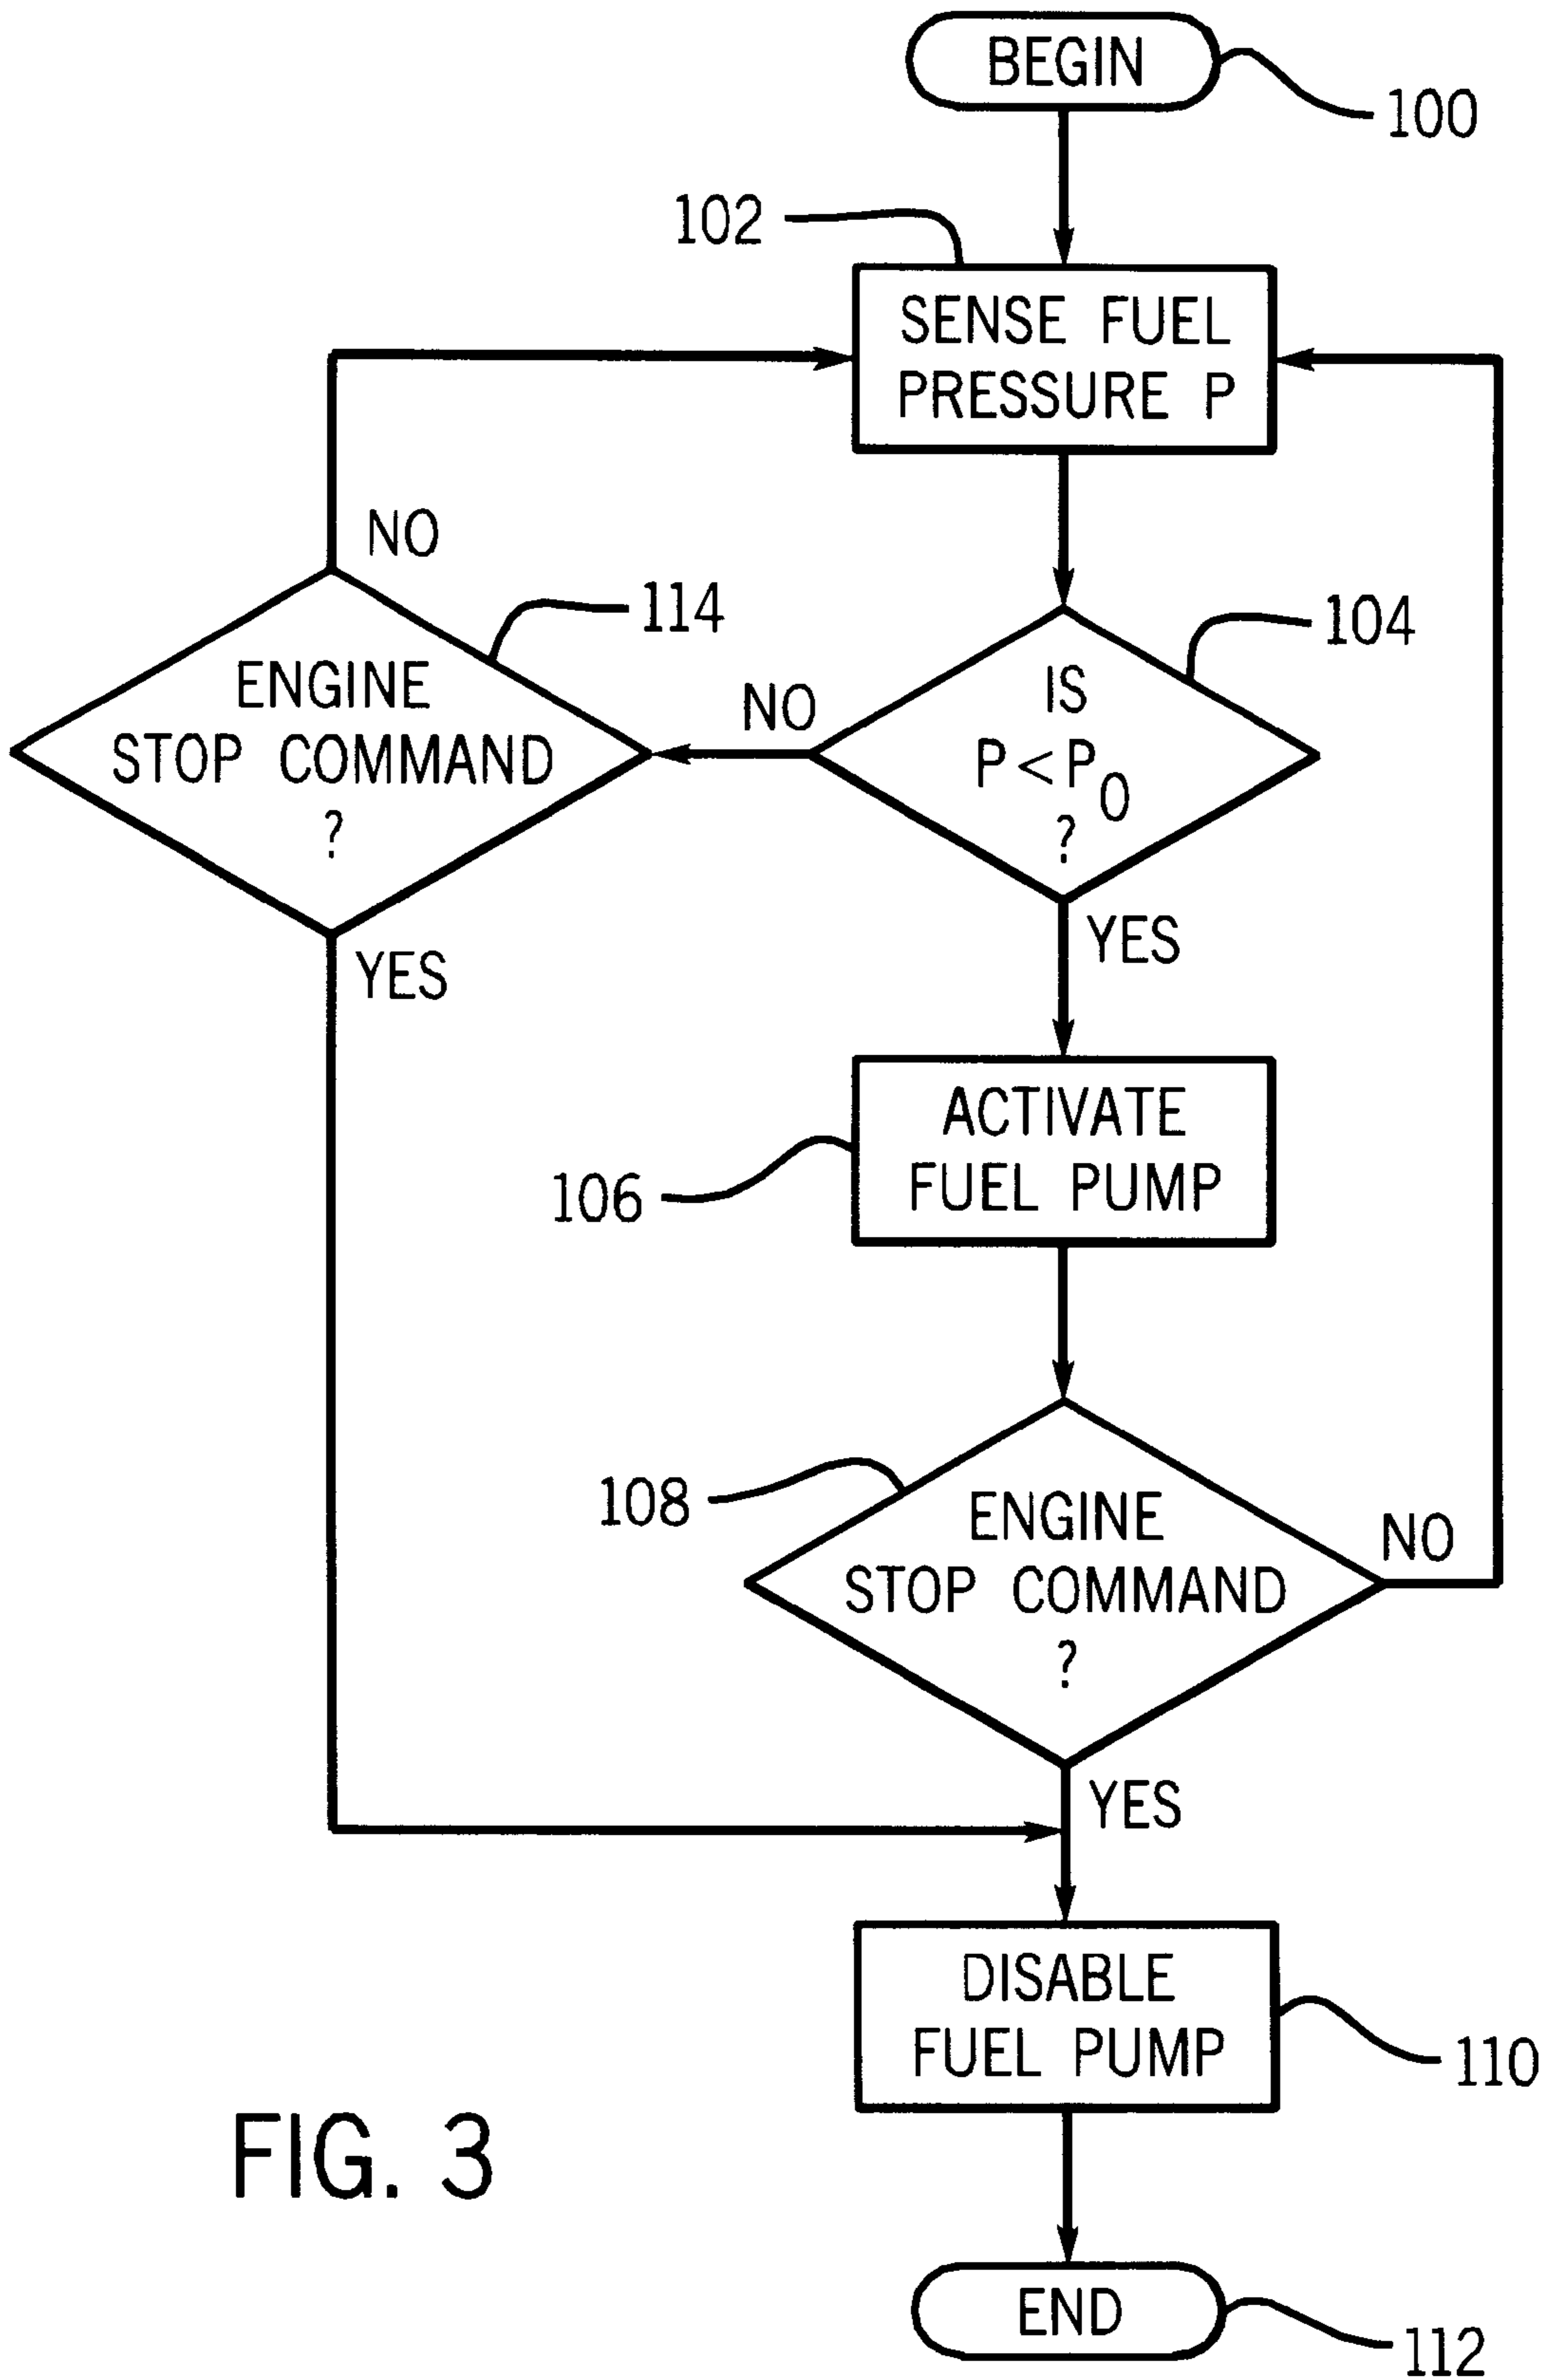 BEGIN
100
102
SENSE FUEL
PRESSURE P
NO
114
104
ENGINE
STOP COMMAND
?
NO
IS
P<P0
?
YES
YES
ACTIVATE
FUEL PUMP
106
108
ENGINE
STOP COMMAND
?
NO
YES
DISABLE
FUEL PUMP
110
FIG. 3
END
112